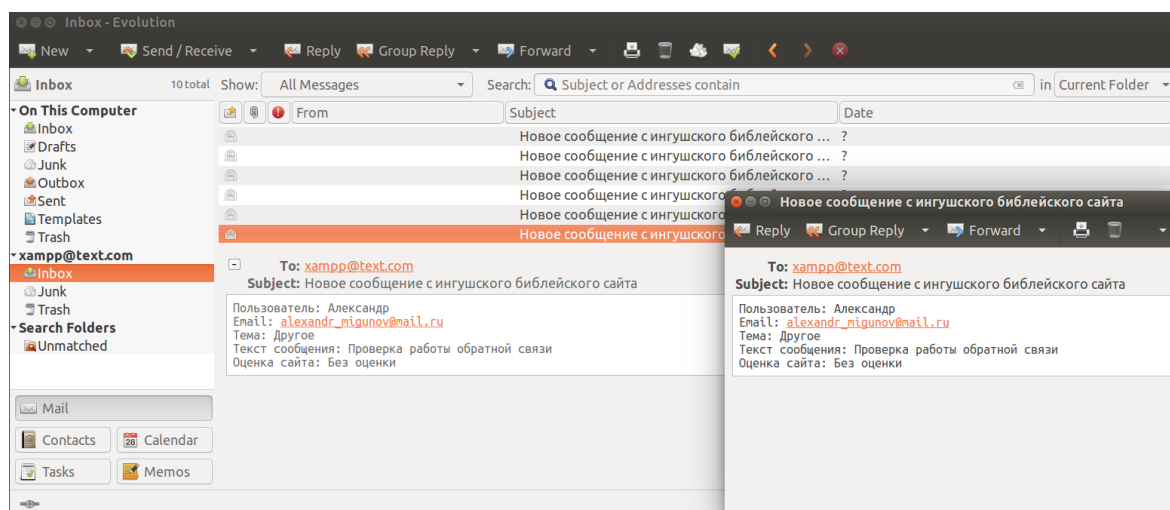 Inbox - Evolution
New Send / Receive Reply Group Reply Forward
Inbox 10 total Show: All Messages Search: Subject or Addresses contain in Current Folder
On This Computer
Inbox
Drafts
Junk
Outbox
Sent
Templates
Trash
xampp@text.com
Inbox
Junk
Trash
Search Folders
Unmatched
Mail
Contacts 28 Calendar
Tasks Memos
From Subject Date
Новое сообщение с ингушского библейского ... ?
Новое сообщение с ингушского библейского ... ?
Новое сообщение с ингушского библейского ... ?
Новое сообщение с ингушского
Новое сообщение с ингушского
Новое сообщение с ингушского
To: xampp@text.com
Subject: Новое сообщение с ингушского библейского сайта
Пользователь: Александр
Email: alexandr_migunov@mail.ru
Тема: Другое
Текст сообщения: Проверка работы обратной связи
Оценка сайта: Без оценки
Новое сообщение с ингушского библейского сайта
Reply Group Reply Forward
To: xampp@text.com
Subject: Новое сообщение с ингушского библейского сайта
Пользователь: Александр
Email: alexandr_migunov@mail.ru
Тема: Другое
Текст сообщения: Проверка работы обратной связи
Оценка сайта: Без оценки